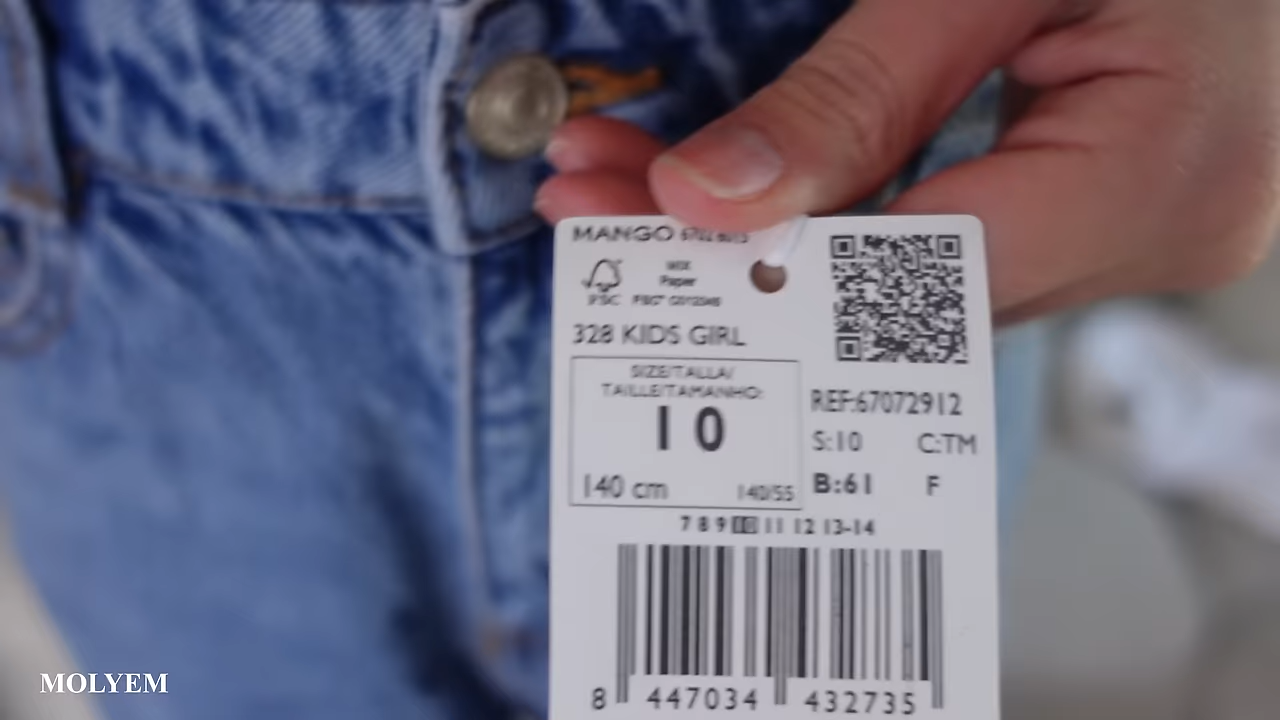 MANGO
FSC
MIX
Paper
328 KIDS GIRL
SIZE/TALLA/
TAILLE/TAMANHO:
10
140 cm 140/55
REF:67072912
S:10 C:TM
B:61 F
7 8 9 10 11 12 13-14
8 447034 432735
MOLYEM